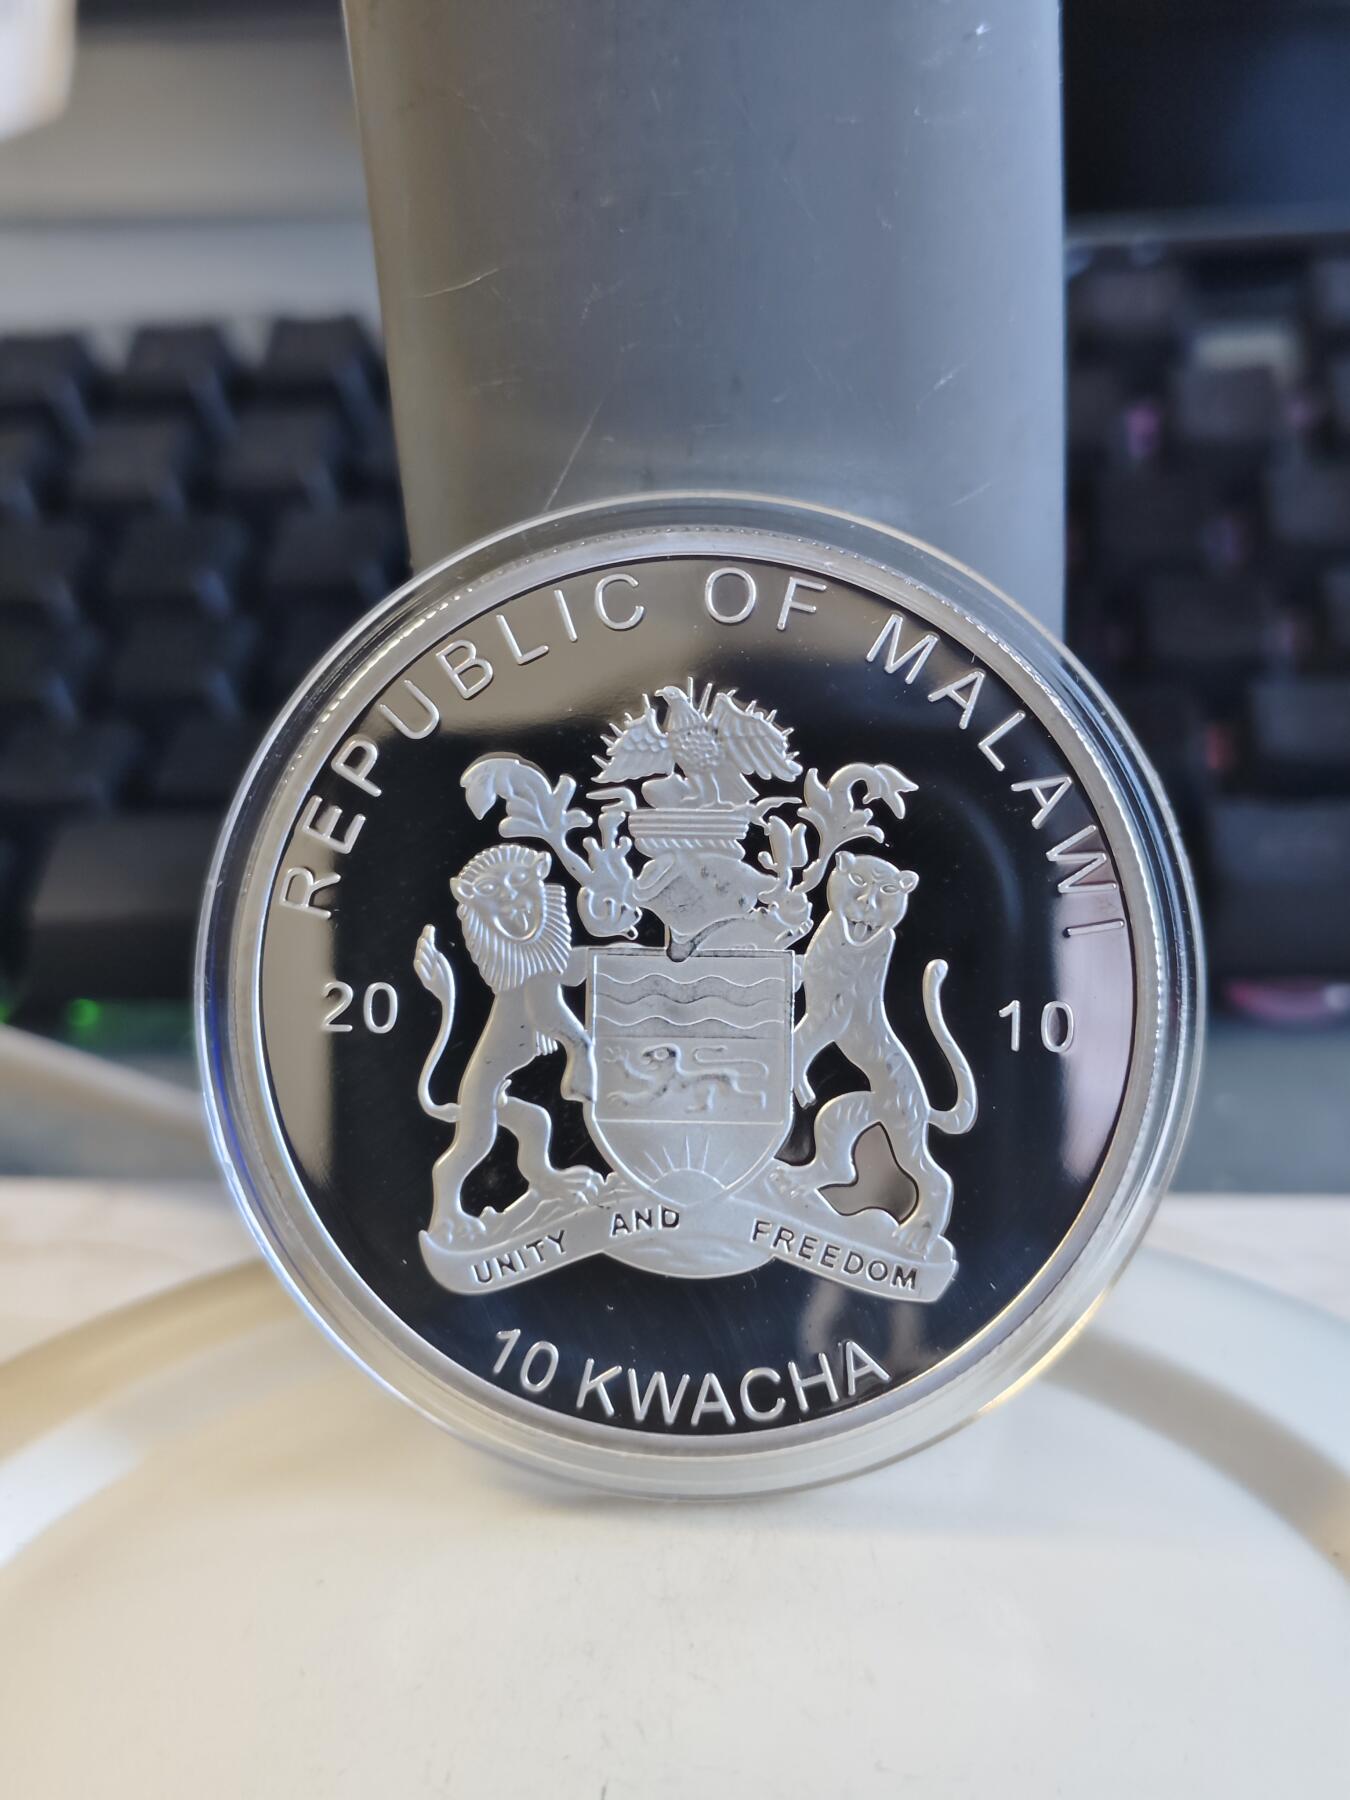 REPUBLIC OF MALAWI
20 10
UNITY AND FREEDOM
10 KWACHA